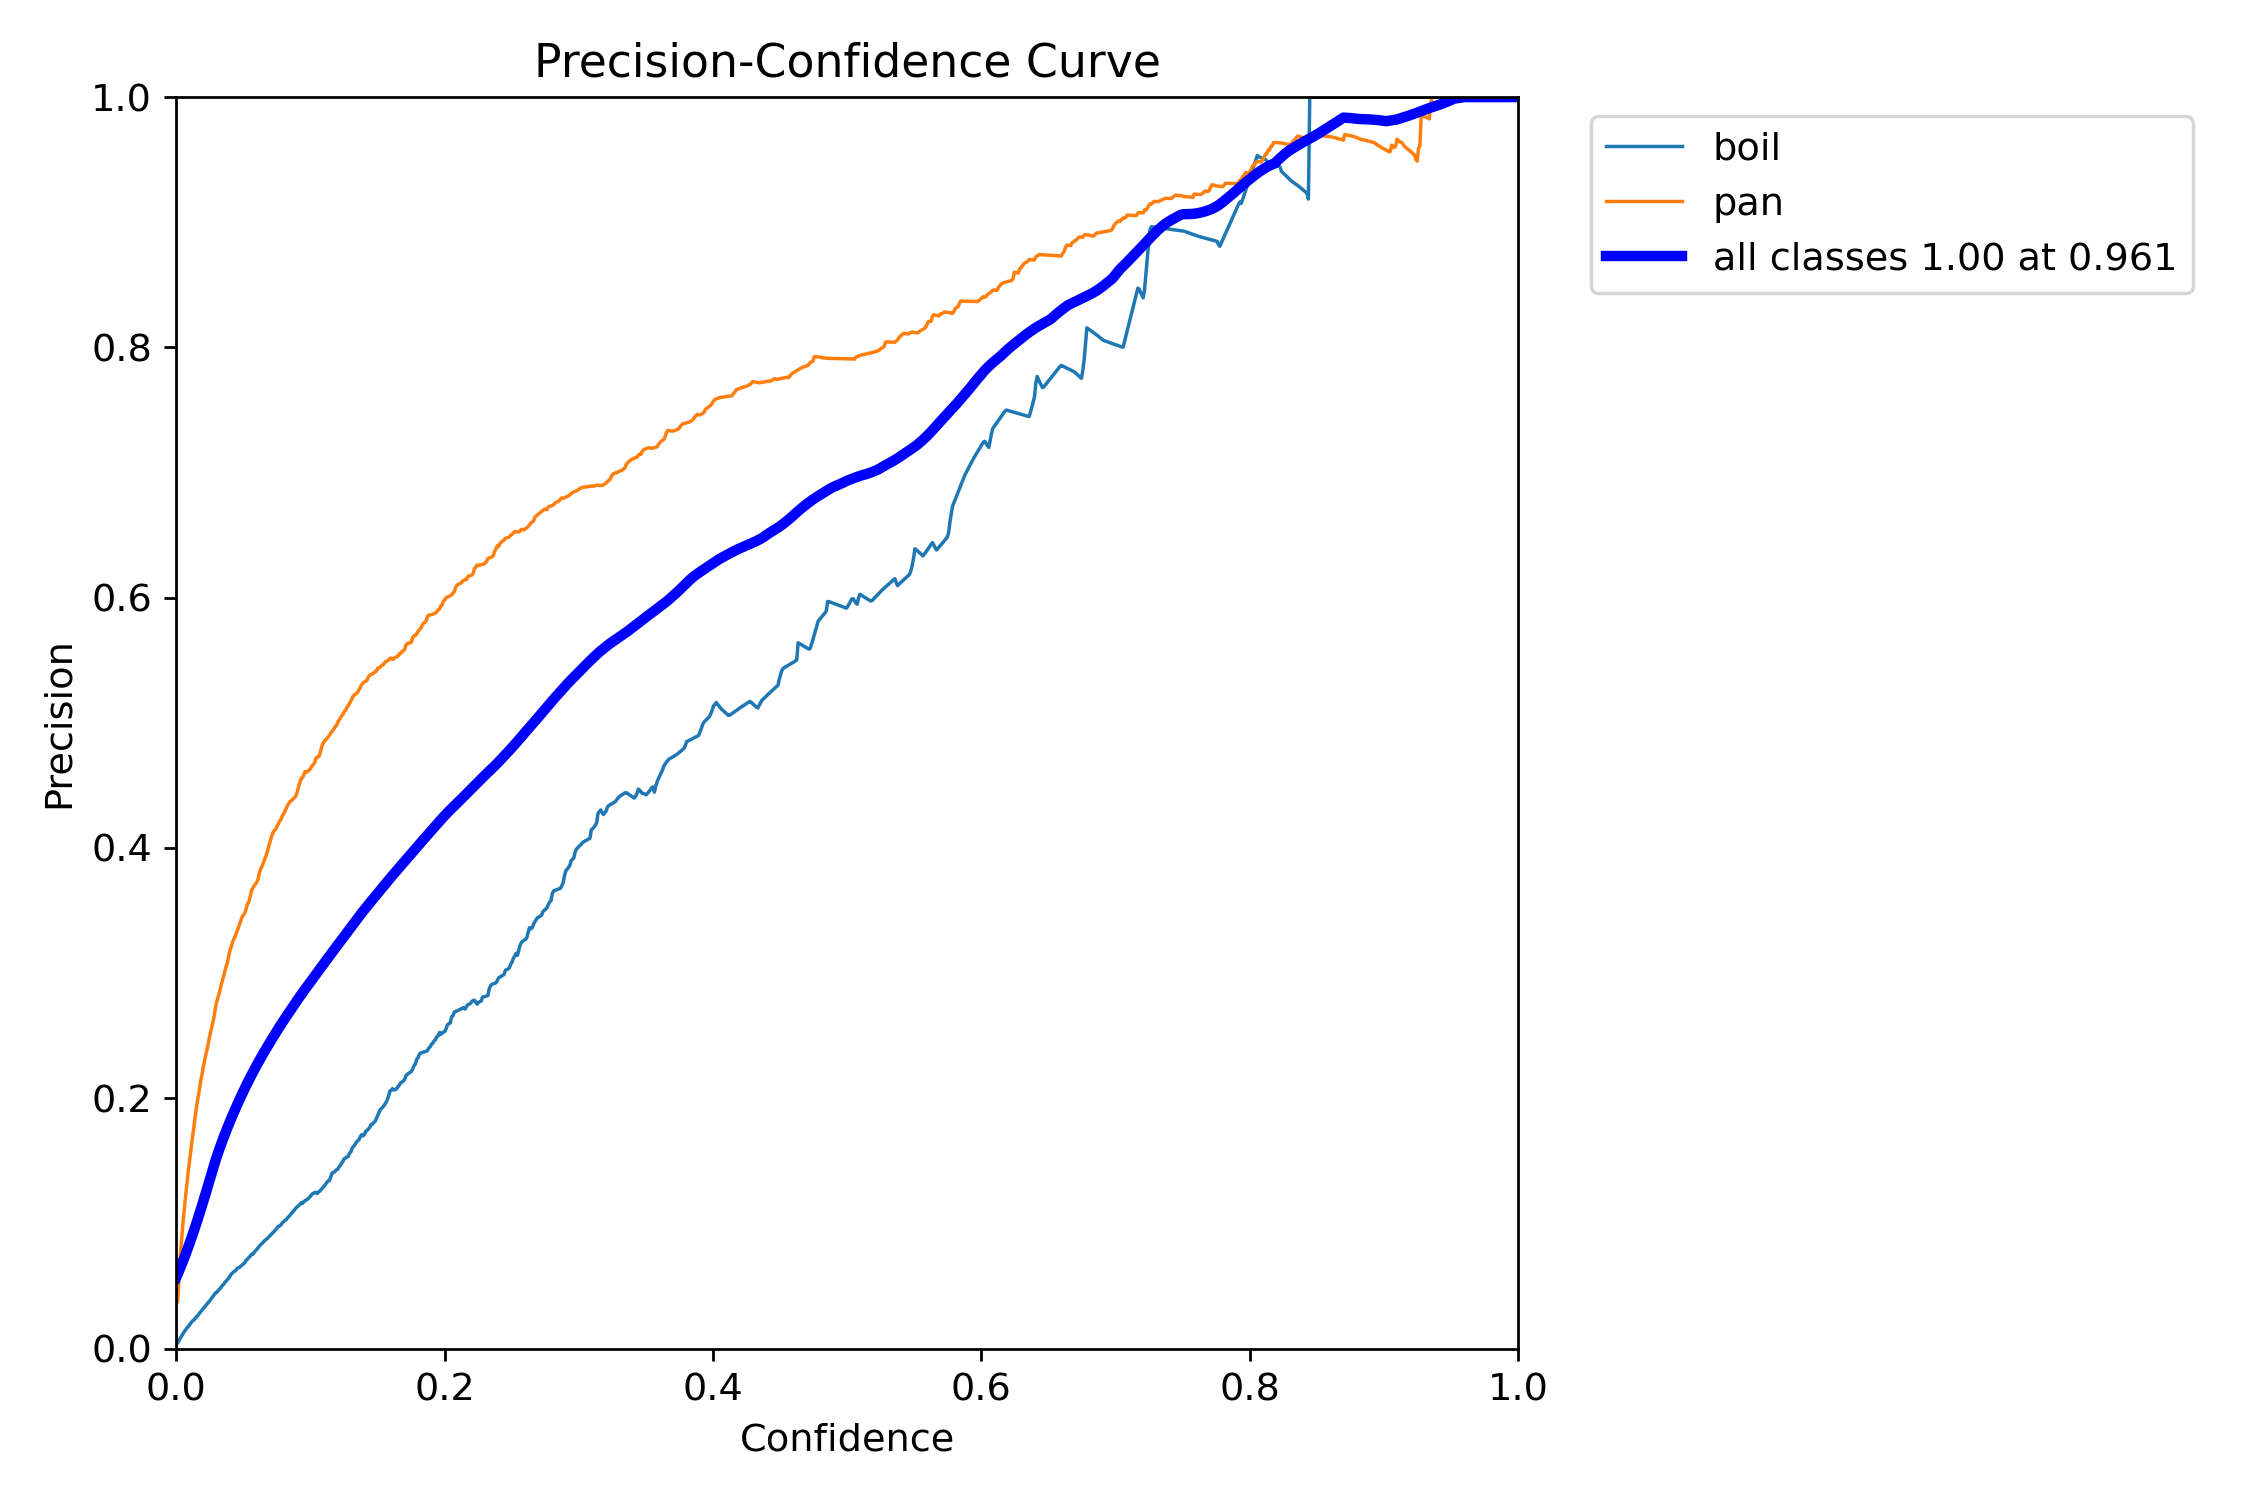 Precision-Confidence Curve
1.0
0.8
0.6
0.4
0.2
0.0
Precision
0.0 0.2 0.4 0.6 0.8 1.0
Confidence
boil
pan
all classes 1.00 at 0.961